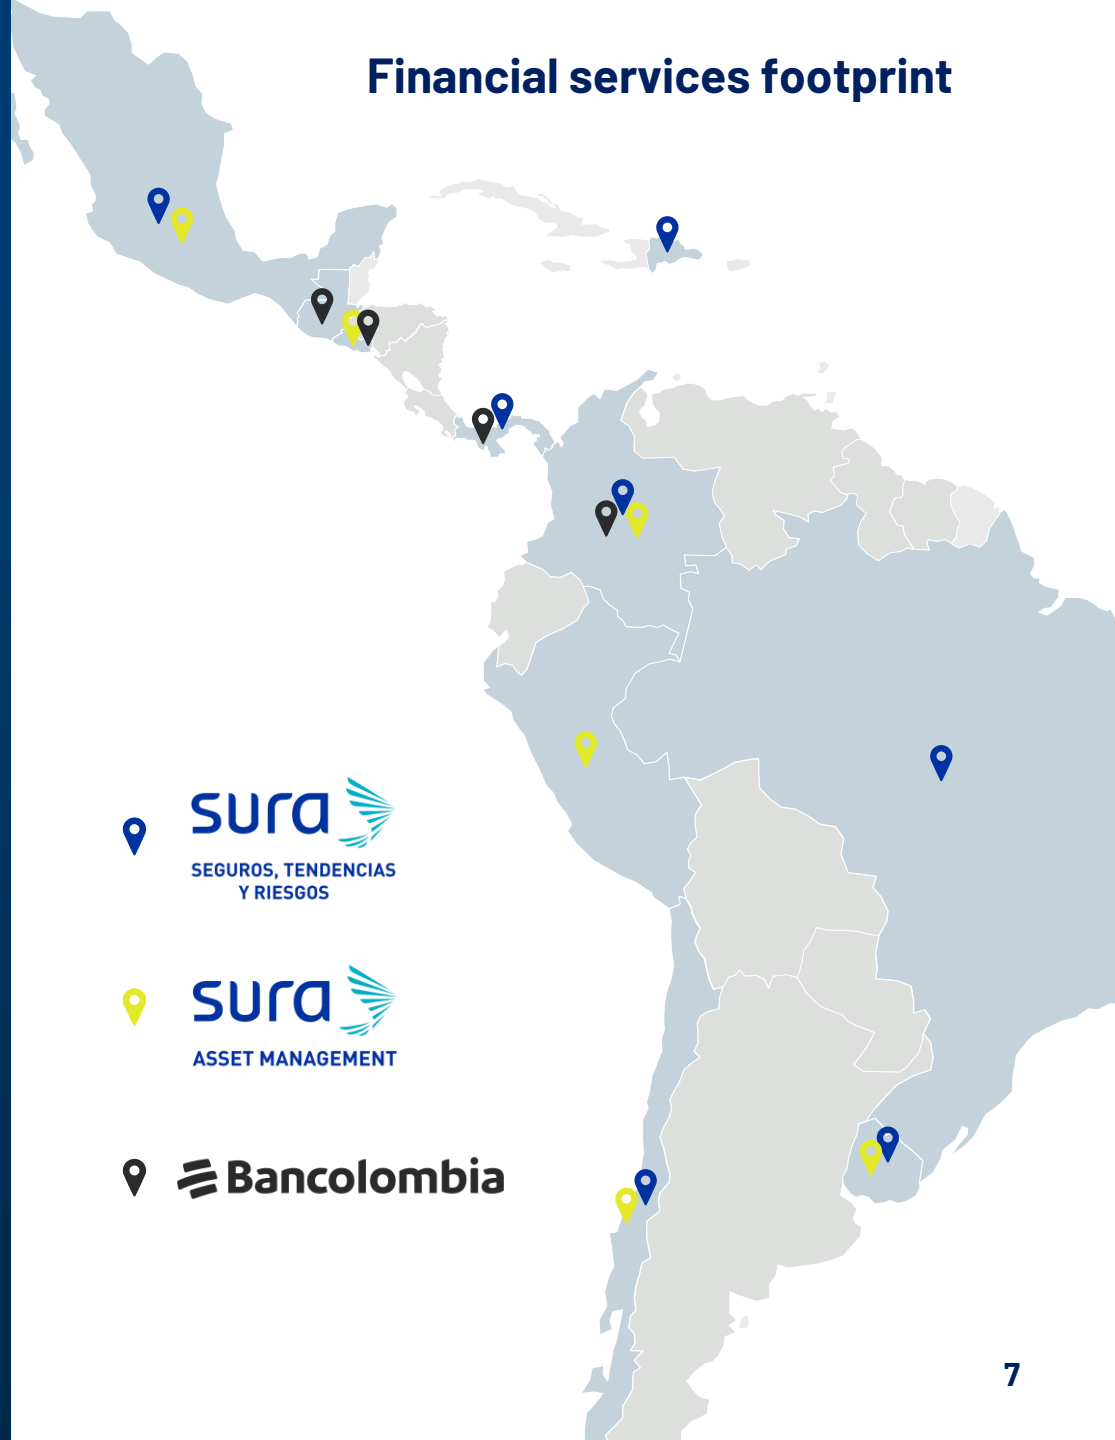 Financial services footprint
sura
SEGUROS, TENDENCIAS
Y RIESGOS
sura
ASSET MANAGEMENT
Bancolombia
7